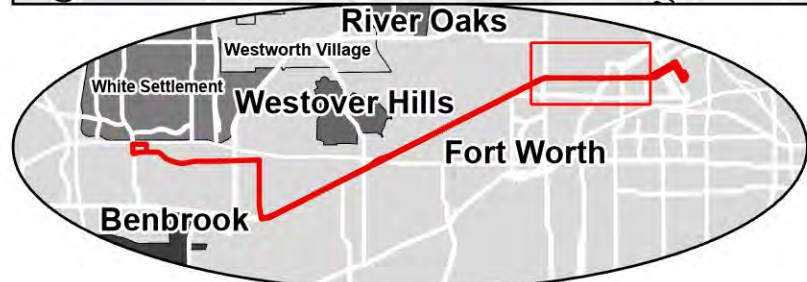 River Oaks
Westworth Village
White Settlement
Westover Hills
Fort Worth
Benbrook